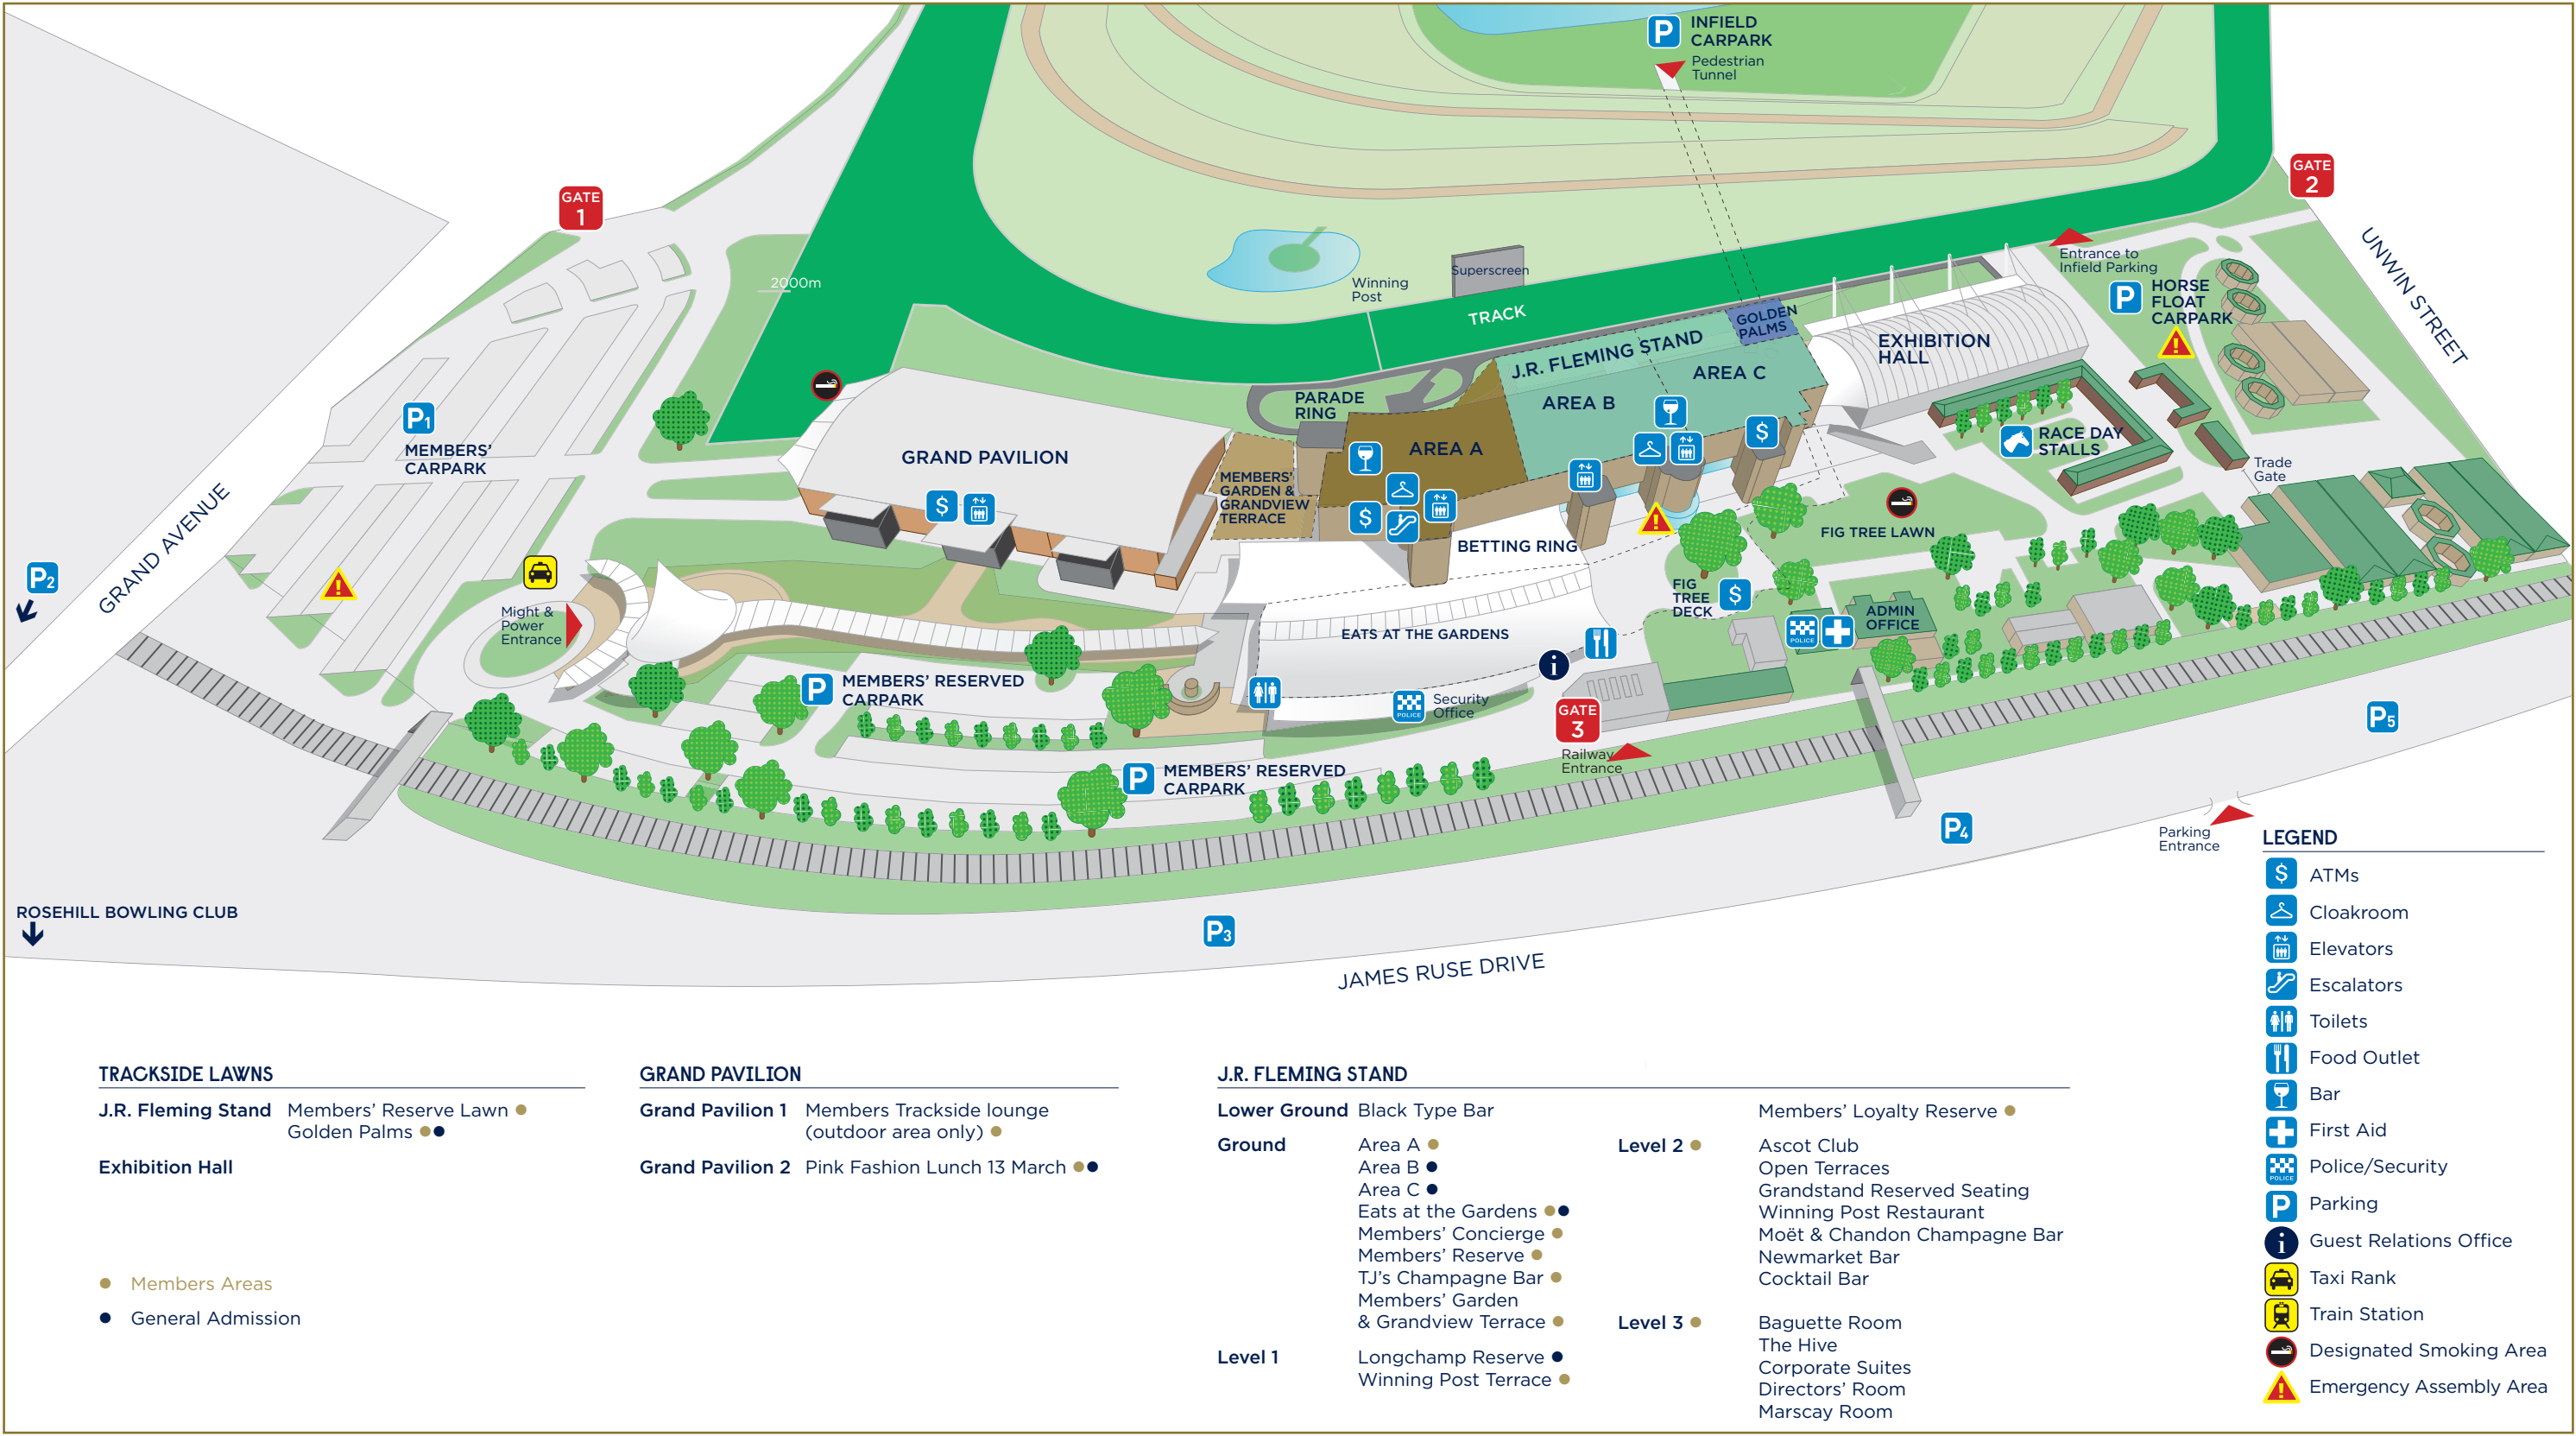 INFIELD
CARPARK
P
Pedestrian
Tunnel
GATE
1
GATE
2
UNWIN STREET
Entrance to
Infield Parking
P
HORSE
FLOAT
CARPARK
2000m
Winning
Post
Superscreen
TRACK
GOLDEN
PALMS
J.R. FLEMING STAND
EXHIBITION
HALL
AREA C
AREA B
PARADE
RING
P1
MEMBERS'
CARPARK
GRAND PAVILION
AREA A
RACE DAY
STALLS
Trade
Gate
MEMBERS'
GARDEN &
GRANDVIEW
TERRACE
$
$
$
BETTING RING
FIG TREE LAWN
GRAND AVENUE
P2
Might &
Power
Entrance
FIG
TREE
DECK
$
ADMIN
OFFICE
POLICE
EATS AT THE GARDENS
i
MEMBERS' RESERVED
CARPARK
P
POLICE
Security
Office
GATE
3
Railway
Entrance
P5
P
MEMBERS' RESERVED
CARPARK
P4
Parking
Entrance
ROSEHILL BOWLING CLUB
P3
JAMES RUSE DRIVE
LEGEND
$ ATMs
Cloakroom
Elevators
Escalators
Toilets
Food Outlet
Bar
First Aid
POLICE Police/Security
P Parking
i Guest Relations Office
Taxi Rank
Train Station
Designated Smoking Area
! Emergency Assembly Area
TRACKSIDE LAWNS
J.R. Fleming Stand Members' Reserve Lawn
Golden Palms
Exhibition Hall
Members Areas
General Admission
GRAND PAVILION
Grand Pavilion 1 Members Trackside lounge
(outdoor area only)
Grand Pavilion 2 Pink Fashion Lunch 13 March
J.R. FLEMING STAND
Lower Ground Black Type Bar
Ground Area A
Area B
Area C
Eats at the Gardens
Members' Concierge
Members' Reserve
TJ's Champagne Bar
Members' Garden
& Grandview Terrace
Level 1 Longchamp Reserve
Winning Post Terrace
Members' Loyalty Reserve
Level 2 Ascot Club
Open Terraces
Grandstand Reserved Seating
Winning Post Restaurant
Moët & Chandon Champagne Bar
Newmarket Bar
Cocktail Bar
Level 3 Baguette Room
The Hive
Corporate Suites
Directors' Room
Marscay Room